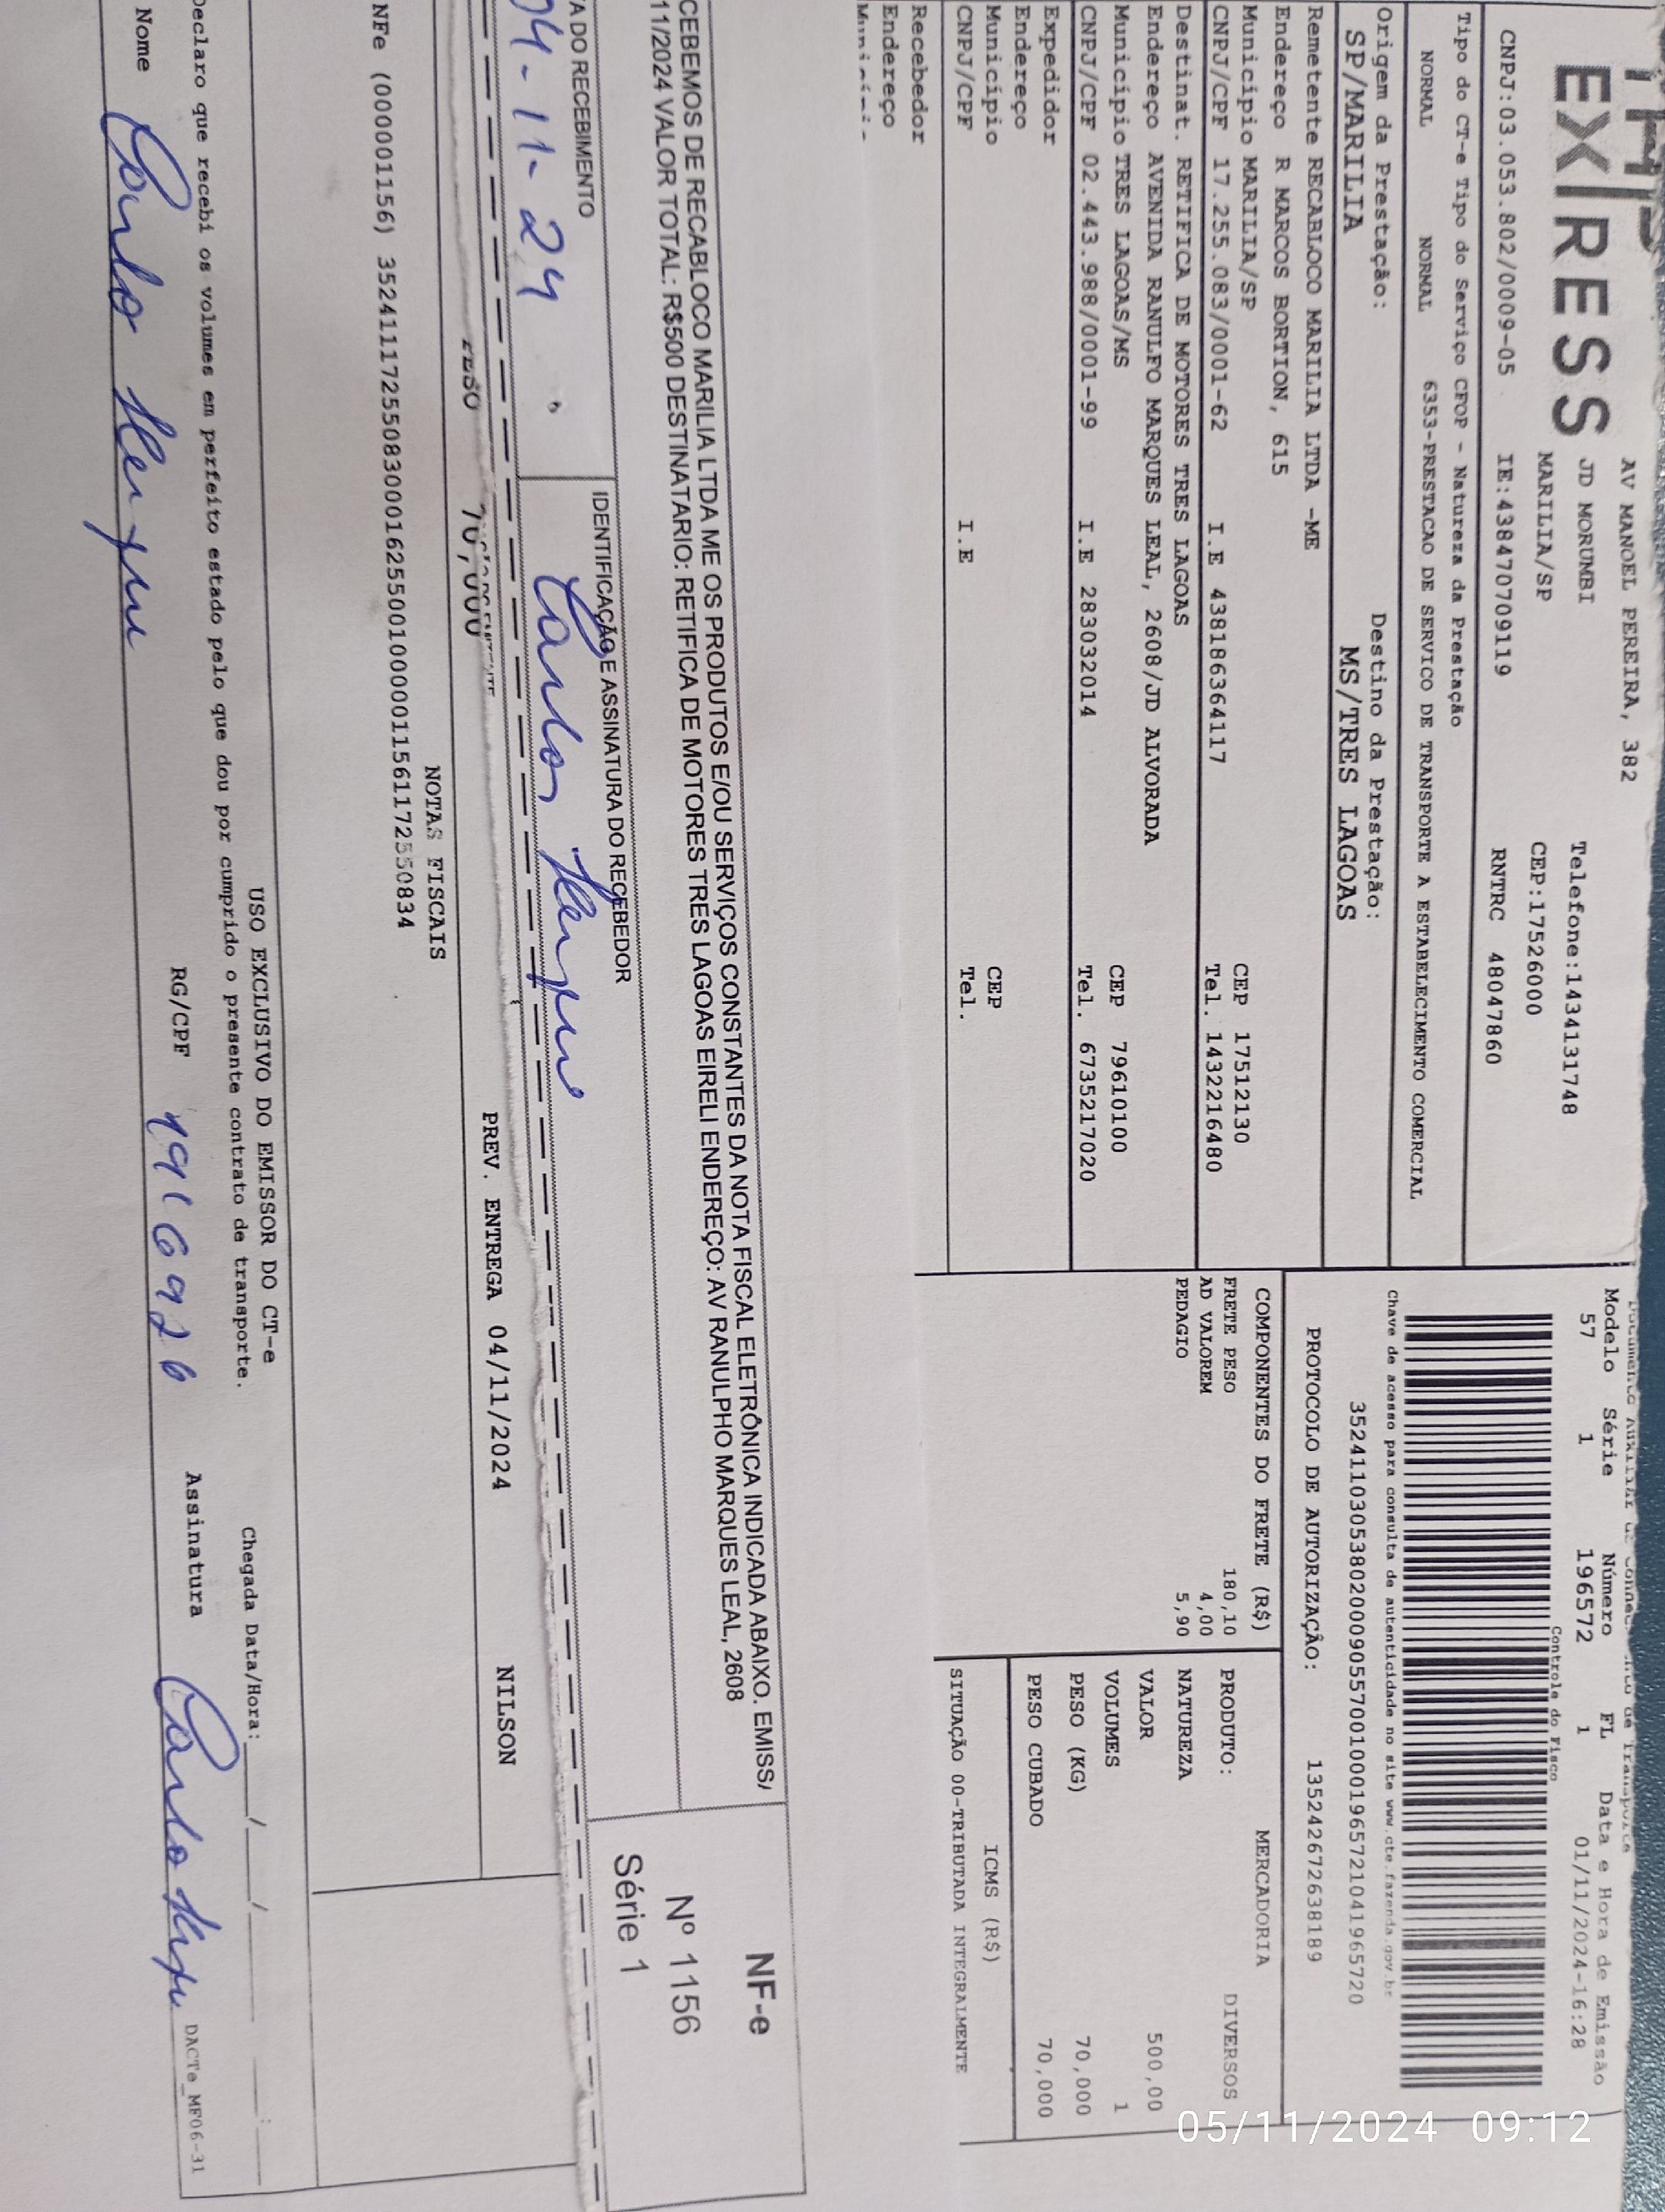 EXPRESS
AV MANOEL PEREIRA, 382
JD MORUMBI
Telefone:1434131748
MARILIA/SP
CEP:17526000
CNPJ:03.053.802/0009-05 IE:438470709119 RNTRC 48047860
Modelo Série Número FL Data e Hora de Emissão
57 1 196572 1 01/11/2024-16:28
Controle do Fisco
Chave de acesso para consulta de autenticidade no site www.cte.fazenda.gov.br
35241103053802000905570010001965721041965720
PROTOCOLO DE AUTORIZAÇÃO: 135242672638189
Tipo do CT-e Tipo do Serviço CFOP - Natureza da Prestação
NORMAL NORMAL 6353-PRESTACAO DE SERVICO DE TRANSPORTE A ESTABELECIMENTO COMERCIAL
Origem da Prestação: Destino da Prestação:
SP/MARILIA MS/TRES LAGOAS
Remetente RECABLOCO MARILIA LTDA -ME
Endereço R MARCOS BORTION, 615
Município MARILIA/SP CEP 17512130
CNPJ/CPF 17.255.083/0001-62 I.E 438186364117 Tel. 1432216480
Destinat. RETIFICA DE MOTORES TRES LAGOAS
Endereço AVENIDA RANULFO MARQUES LEAL, 2608/JD ALVORADA
Município TRES LAGOAS/MS CEP 79610100
CNPJ/CPF 02.443.988/0001-99 I.E 283032014 Tel. 6735217020
Expedidor
Endereço
Município CEP
CNPJ/CPF I.E Tel.
Recebedor
Endereço
COMPONENTES DO FRETE (R$)
FRETE PESO 180,10
AD VALOREM 4,00
PEDAGIO 5,90
MERCADORIA
PRODUTO: DIVERSOS
NATUREZA
VALOR 500,00
VOLUMES 1
PESO (KG) 70,000
PESO CUBADO 70,000
ICMS (R$)
SITUAÇÃO 00-TRIBUTADA INTEGRALMENTE
CEBEMOS DE RECABLOCO MARILIA LTDA ME OS PRODUTOS E/OU SERVIÇOS CONSTANTES DA NOTA FISCAL ELETRÔNICA INDICADA ABAIXO. EMISS/
11/2024 VALOR TOTAL: R$500 DESTINATARIO: RETIFICA DE MOTORES TRES LAGOAS EIRELI ENDEREÇO: AV RANULPHO MARQUES LEAL, 2608
NF-e
Nº 1156
Série 1
A DO RECEBIMENTO IDENTIFICAÇÃO E ASSINATURA DO RECEBEDOR
04-11-24 Carlos
70,000 PREV. ENTREGA 04/11/2024 NILSON
NOTAS FISCAIS
NFe (000001156) 35241117255083000162550010000011561172550834
USO EXCLUSIVO DO EMISSOR DO CT-e
Declaro que recebi os volumes em perfeito estado pelo que dou por cumprido o presente contrato de transporte.
Chegada Data/Hora: / / :
Nome Carlos RG/CPF Assinatura Carlos
DACTe_MF06-31
05/11/2024 09:12